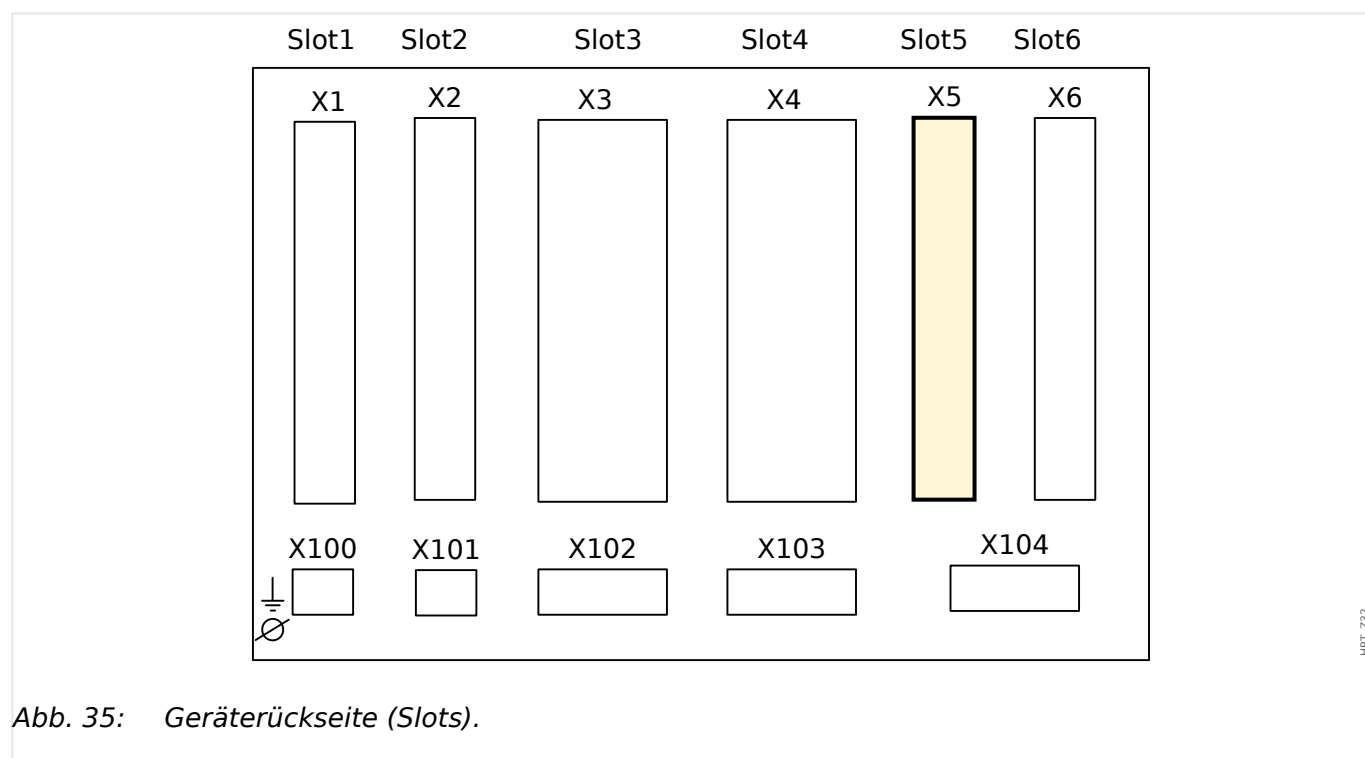 Slot1 Slot2 Slot3 Slot4 Slot5 Slot6
X1 X2 X3 X4 X5 X6
X100 X101 X102 X103 X104
Abb. 35: Geräterückseite (Slots).